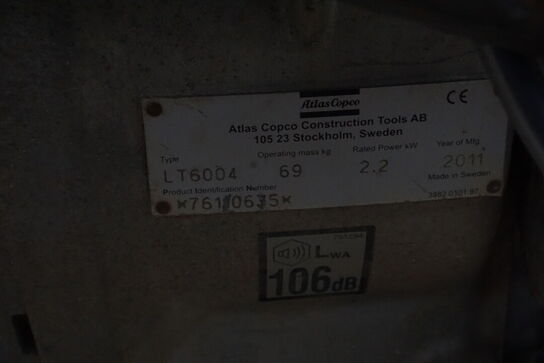 Atlas Copco
CE
Atlas Copco Construction Tools AB
105 23 Stockholm, Sweden
Type Operating mass kg Rated Power kW Year of Mfg
LT6004 69 2.2 2011
Product Identification Number Made in Sweden
LWA
106dB